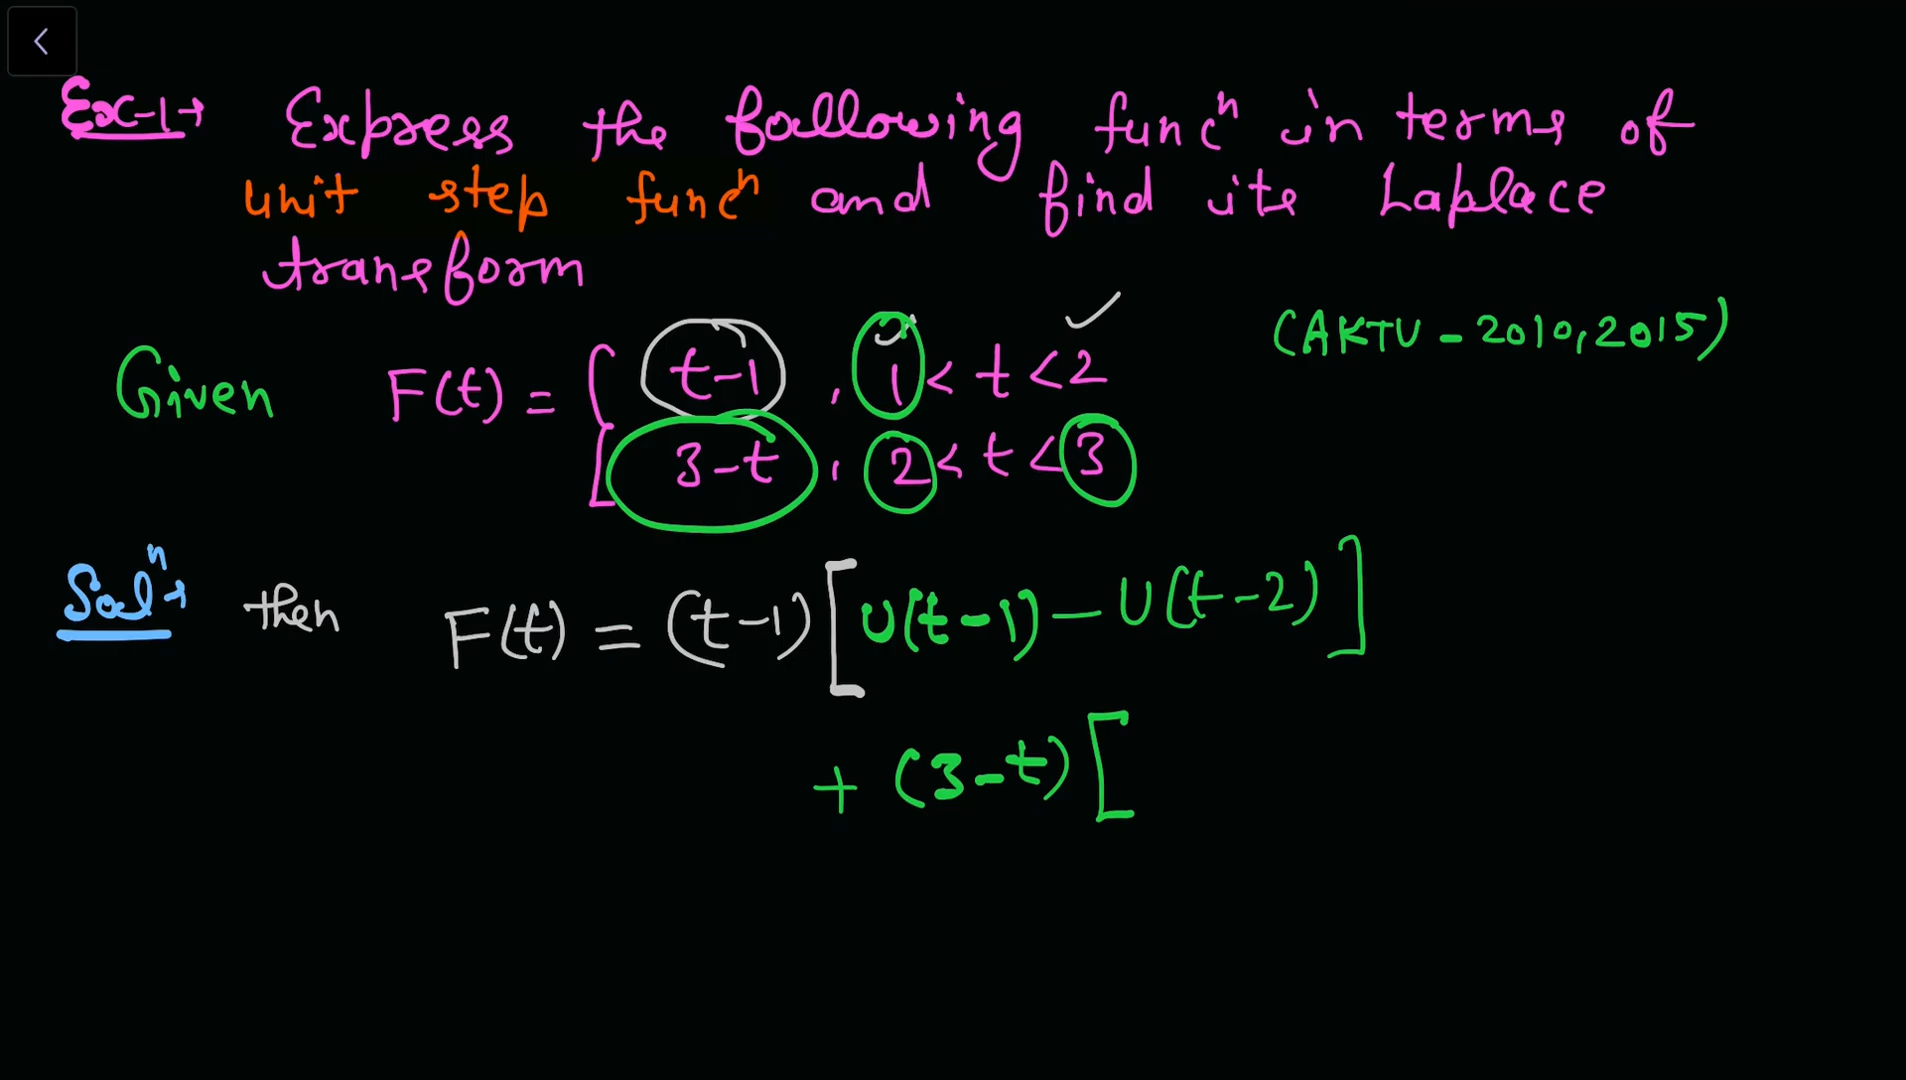 Ex-1→ Express the following funcⁿ in terms of
unit step funcⁿ and find its Laplace
transform
(AKTU - 2010, 2015)
Given F(t) = { t-1 , 1 < t < 2
3-t , 2 < t < 3
Solⁿ→ then F(t) = (t-1) [ U(t-1) - U(t-2) ]
+ (3-t) [